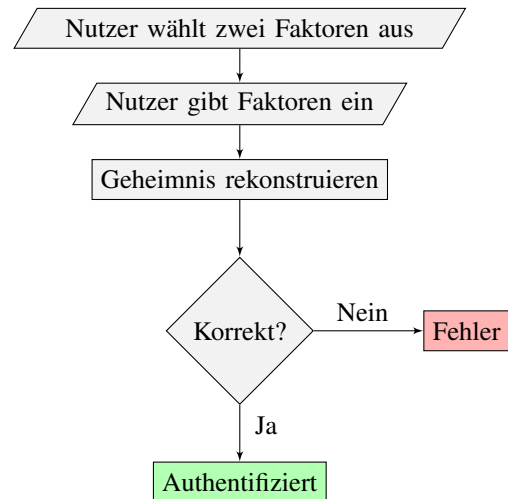 Nutzer wählt zwei Faktoren aus
Nutzer gibt Faktoren ein
Geheimnis rekonstruieren
Korrekt?
Nein
Fehler
Ja
Authentifiziert